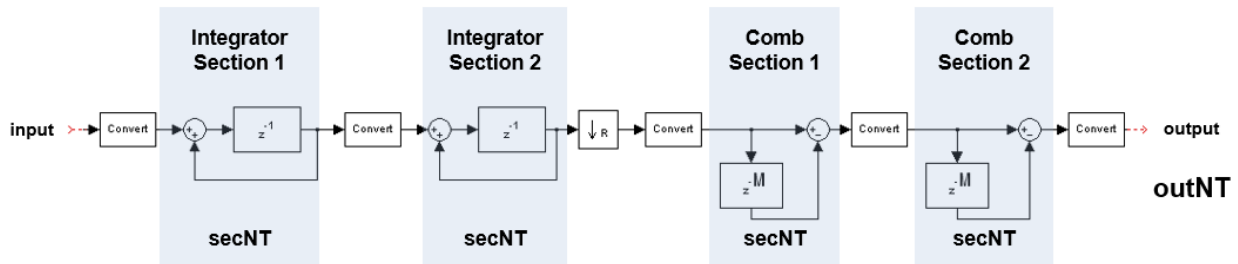 Integrator
Section 1
Integrator
Section 2
Comb
Section 1
Comb
Section 2
input
Convert
+
+
z-1
Convert
+
+
z-1
↓ R
Convert
z-M
+
−
Convert
z-M
+
−
Convert
output
outNT
secNT
secNT
secNT
secNT